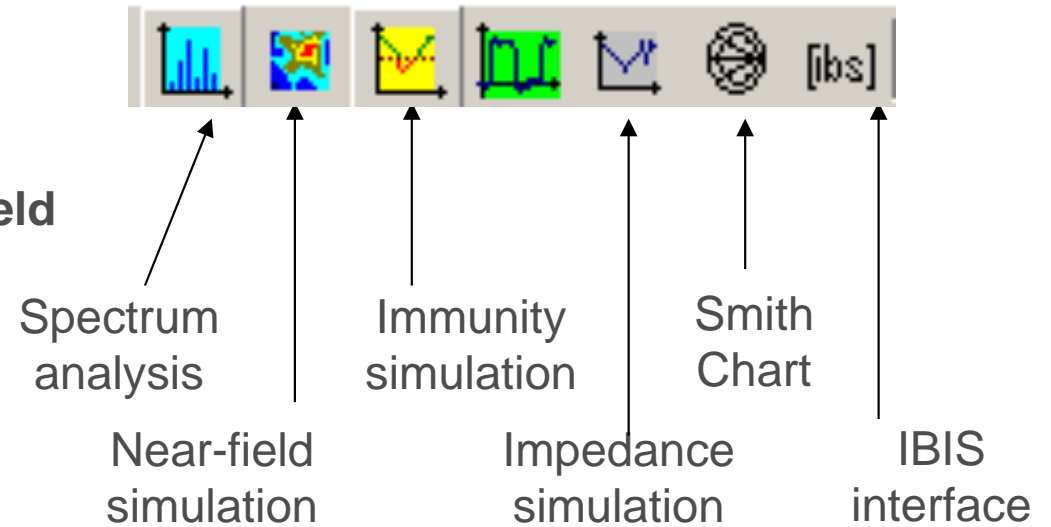 [ibs]
eld
Spectrum
analysis
Immunity
simulation
Smith
Chart
Near-field
simulation
Impedance
simulation
IBIS
interface